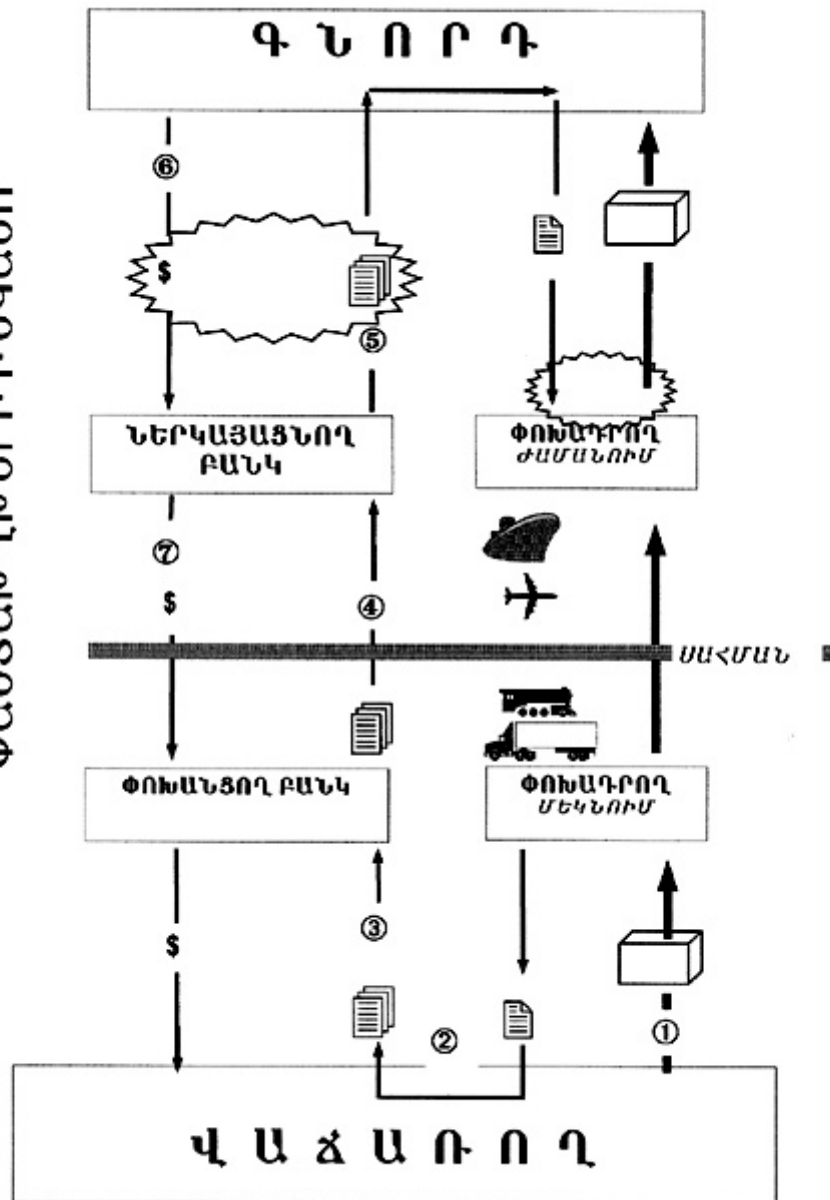 Գ Ն Ո Ր Դ
⑥
$
⑤
ՆԵՐԿԱՅԱՑՆՈՂ
ԲԱՆԿ
ՓՈԽԱԴՐՈՂ
ԺԱՄԱՆՈՒՄ
⑦
$
④
ՍԱՀՄԱՆ
ՓՈԽԱՆՑՈՂ ԲԱՆԿ
ՓՈԽԱԴՐՈՂ
ՄԵԿՆՈՒՄ
$
③
②
①
Վ Ա Ճ Ա Ռ Ո Ղ